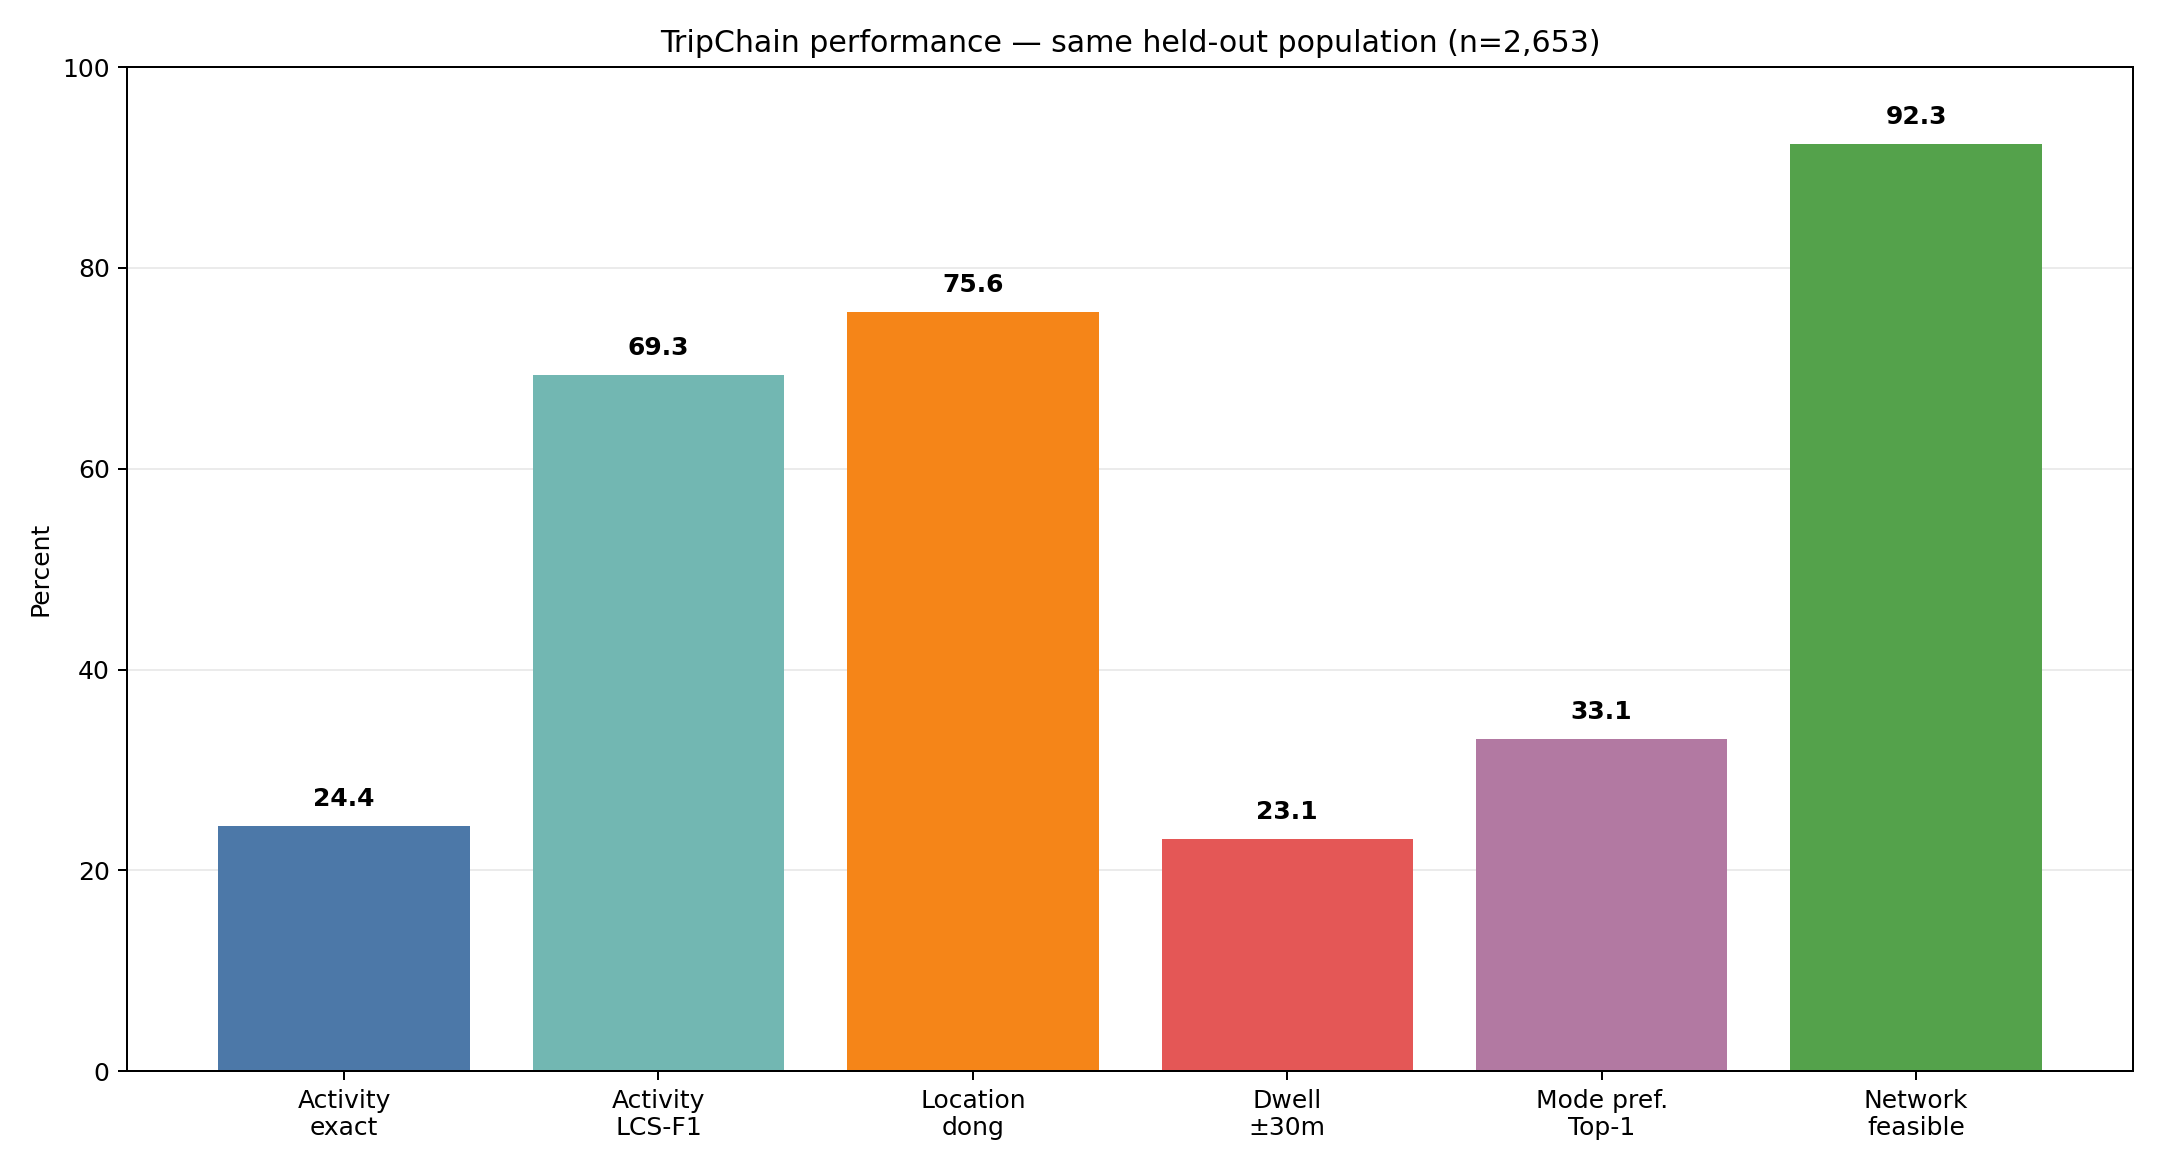 TripChain performance — same held-out population (n=2,653)
100
80
60
40
20
0
Percent
24.4
69.3
75.6
23.1
33.1
92.3
Activity
exact
Activity
LCS-F1
Location
dong
Dwell
±30m
Mode pref.
Top-1
Network
feasible